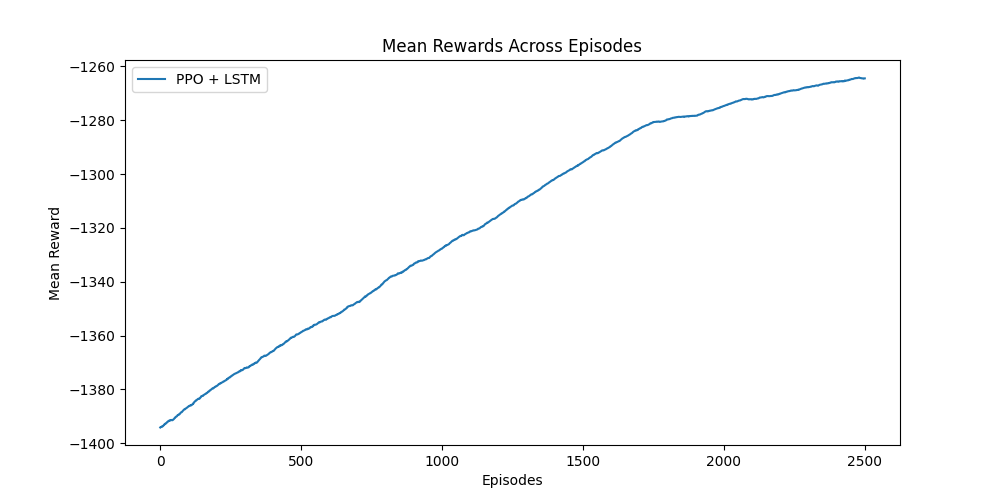 Mean Rewards Across Episodes
PPO + LSTM
Mean Reward
−1260
−1280
−1300
−1320
−1340
−1360
−1380
−1400
0 500 1000 1500 2000 2500
Episodes